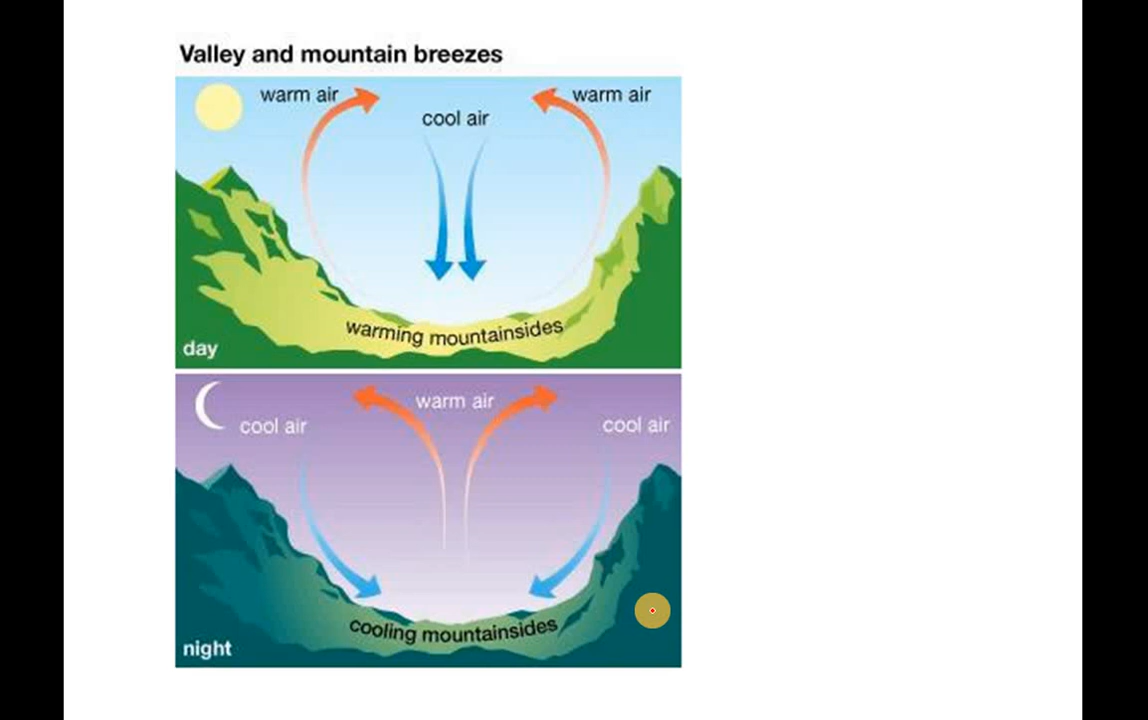 Valley and mountain breezes
warm air
warm air
cool air
warming mountainsides
day
warm air
cool air
cool air
cooling mountainsides
night